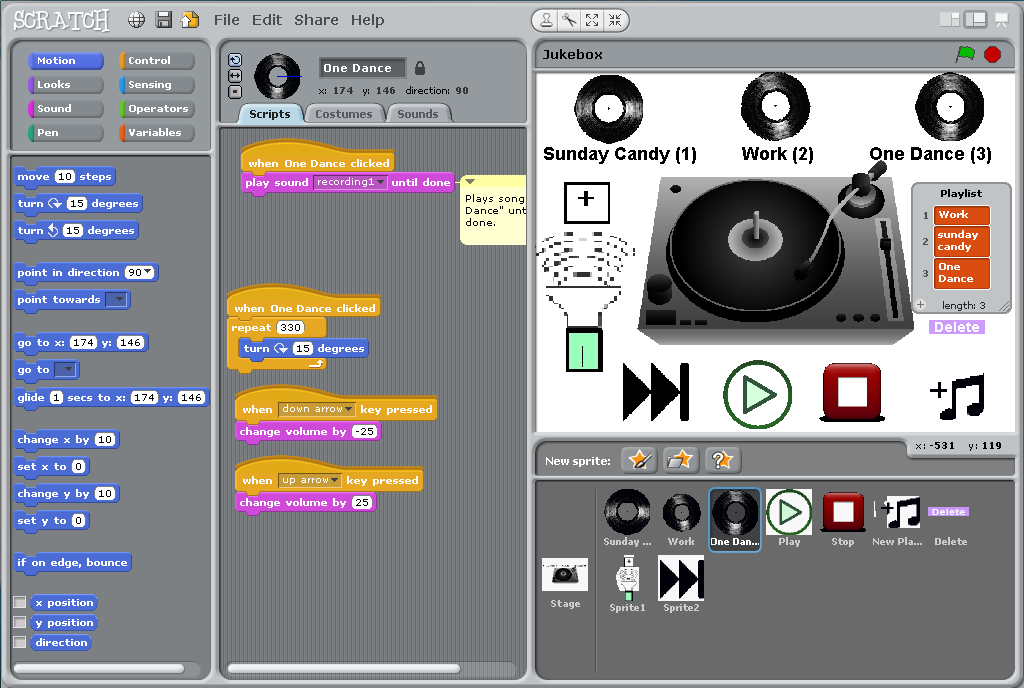 SCRATCH File Edit Share Help
Motion Control
Looks Sensing
Sound Operators
Pen Variables
move 10 steps
turn 15 degrees
turn 15 degrees
point in direction 90
point towards
go to x: 174 y: 146
go to
glide 1 secs to x: 174 y: 146
change x by 10
set x to 0
change y by 10
set y to 0
if on edge, bounce
x position
y position
direction
One Dance
x: 174 y: 146 direction: 90
Scripts Costumes Sounds
when One Dance clicked
play sound recording1 until done
Plays song
Dance" unt
done.
when One Dance clicked
repeat 330
turn 15 degrees
when down arrow key pressed
change volume by -25
when up arrow key pressed
change volume by 25
Jukebox
Sunday Candy (1) Work (2) One Dance (3)
+
Playlist
1 Work
2 sunday
candy
3 One
Dance
+ length: 3
Delete
+
x: -531 y: 119
New sprite:
Sunday ... Work One Dan... Play Stop New Pla... Delete
Delete
Stage
Sprite1 Sprite2